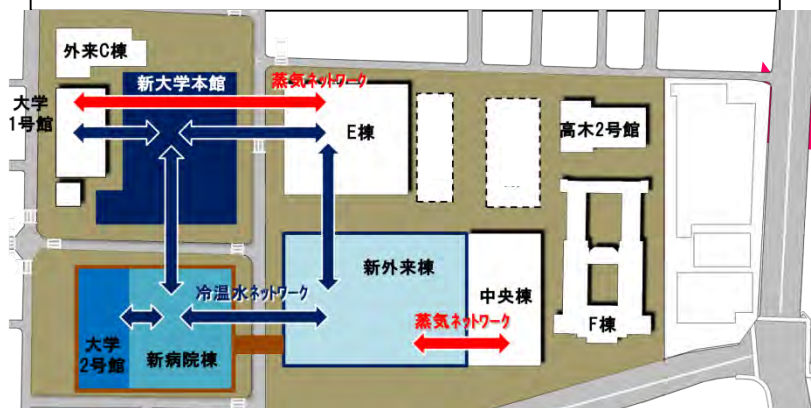 外来C棟
新大学本館
蒸気ネットワーク
大学
1号館
E棟
高木2号館
新外来棟
中央棟
冷温水ネットワーク
蒸気ネットワーク
F棟
大学
2号館
新病院棟